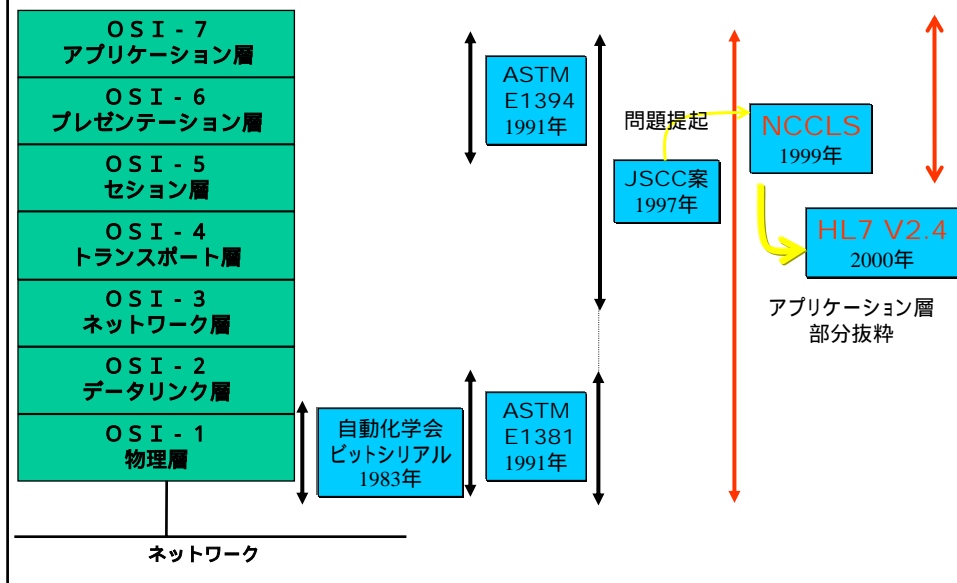 ＯＳＩ - ７
アプリケーション層
ＯＳＩ - ６
プレゼンテーション層
ＯＳＩ - ５
セション層
ＯＳＩ - ４
トランスポート層
ＯＳＩ - ３
ネットワーク層
ＯＳＩ - ２
データリンク層
ＯＳＩ - １
物理層
ネットワーク
自動化学会
ビットシリアル
1983年
ASTM
E1394
1991年
ASTM
E1381
1991年
問題提起
JSCC案
1997年
NCCLS
1999年
HL7 V2.4
2000年
アプリケーション層
部分抜粋